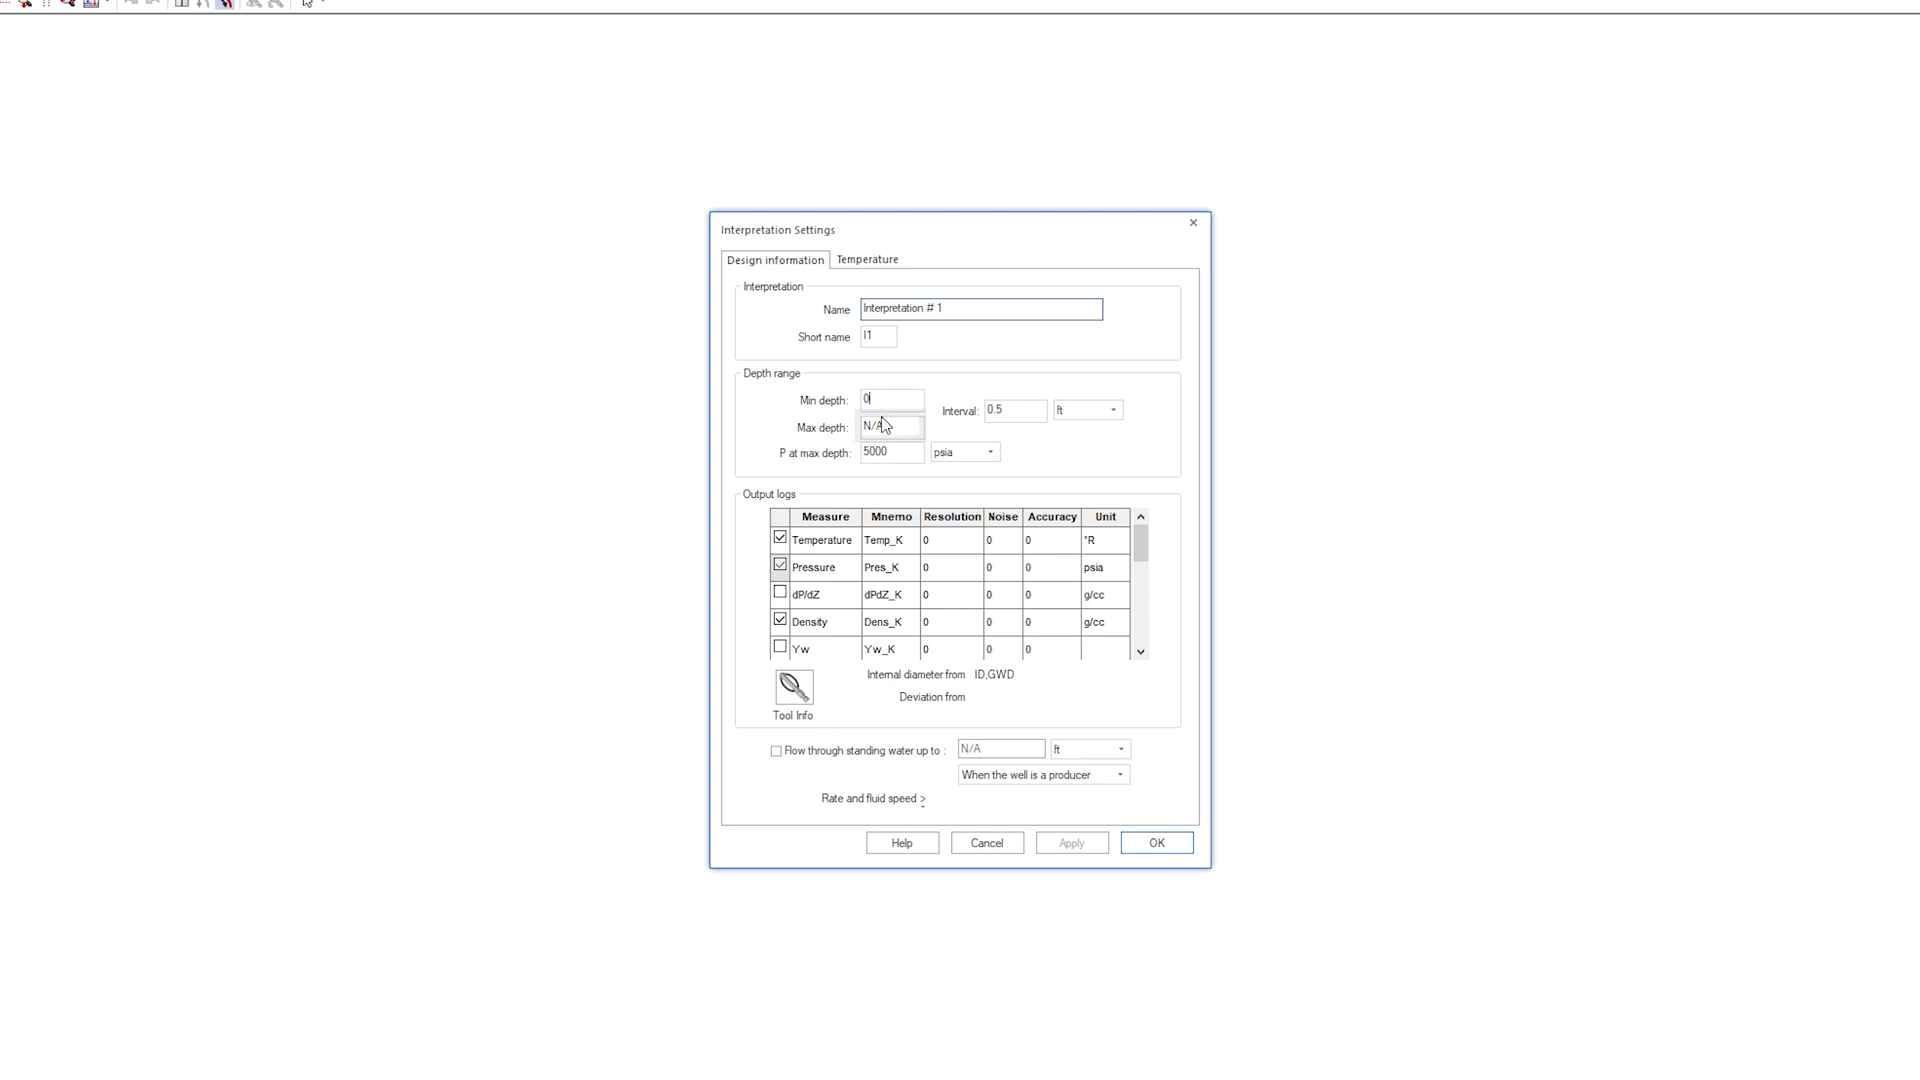 Interpretation Settings
Design information Temperature
Interpretation
Name Interpretation # 1
Short name I1
Depth range
Min depth: 0
Interval: 0.5 ft
Max depth: N/A
P at max depth: 5000 psia
Output logs
Measure Mnemo Resolution Noise Accuracy Unit
Temperature Temp_K 0 0 0 °R
Pressure Pres_K 0 0 0 psia
dP/dZ dPdZ_K 0 0 0 g/cc
Density Dens_K 0 0 0 g/cc
Yw Yw_K 0 0 0
Internal diameter from ID,GWD
Deviation from
Tool Info
Flow through standing water up to : N/A ft
When the well is a producer
Rate and fluid speed >
Help Cancel Apply OK